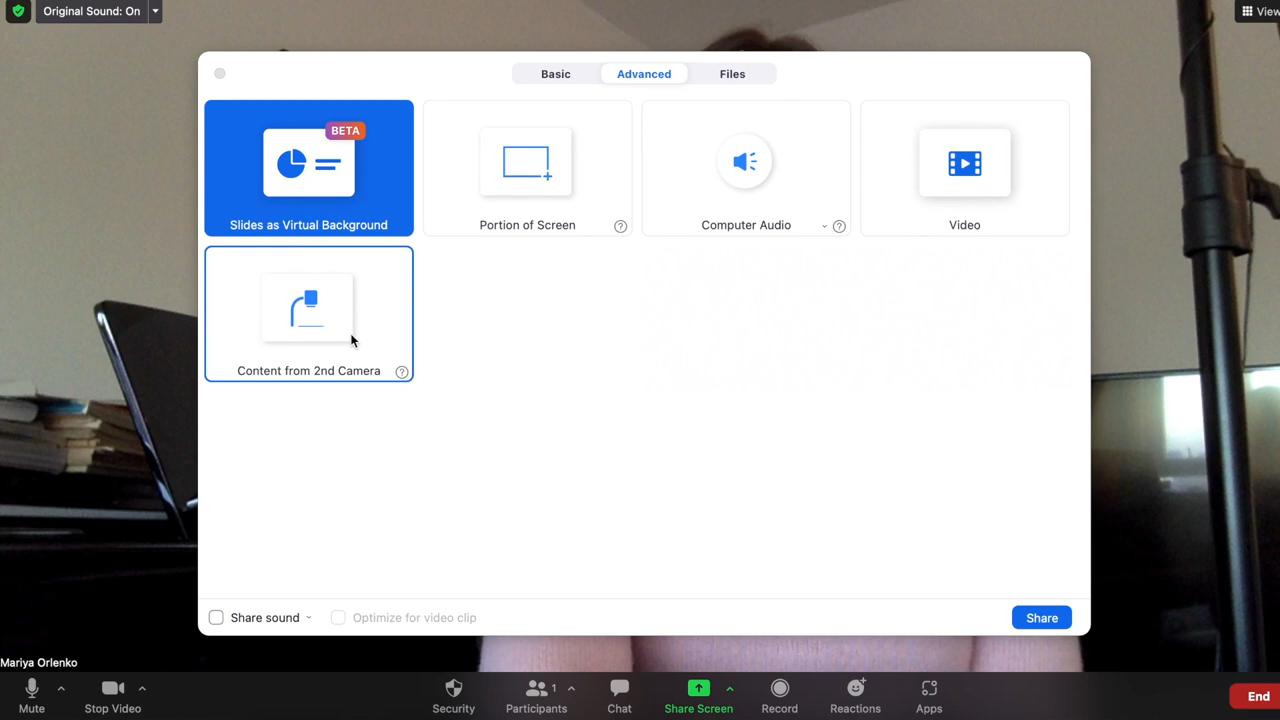 Original Sound: On
View
Basic
Advanced
Files
BETA
Slides as Virtual Background
Portion of Screen
?
Computer Audio
?
Video
Content from 2nd Camera
?
Share sound
Optimize for video clip
Share
Mariya Orlenko
Mute
Stop Video
Security
1
Participants
Chat
Share Screen
Record
Reactions
Apps
End